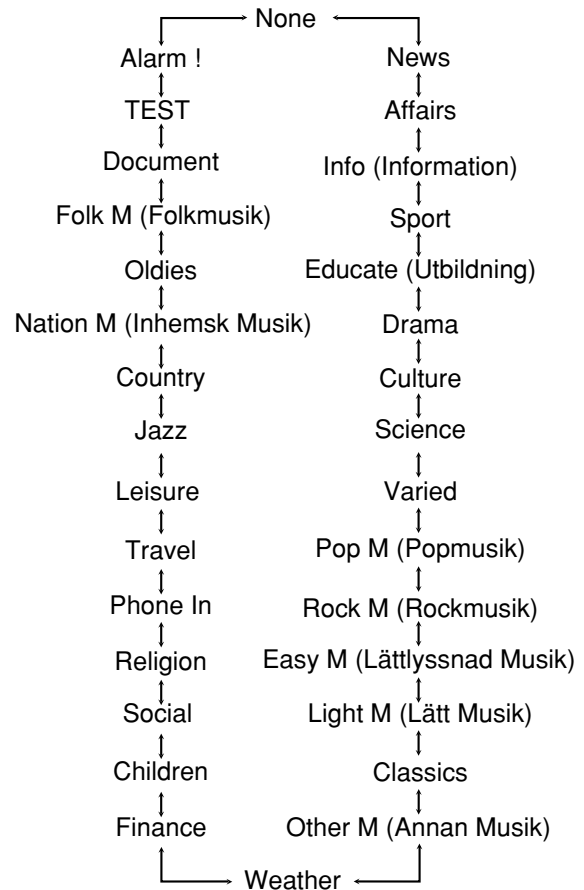 None
Alarm !
News
TEST
Affairs
Document
Info (Information)
Folk M (Folkmusik)
Sport
Oldies
Educate (Utbildning)
Nation M (Inhemsk Musik)
Drama
Country
Culture
Jazz
Science
Leisure
Varied
Travel
Pop M (Popmusik)
Phone In
Rock M (Rockmusik)
Religion
Easy M (Lättlyssnad Musik)
Social
Light M (Lätt Musik)
Children
Classics
Finance
Other M (Annan Musik)
Weather